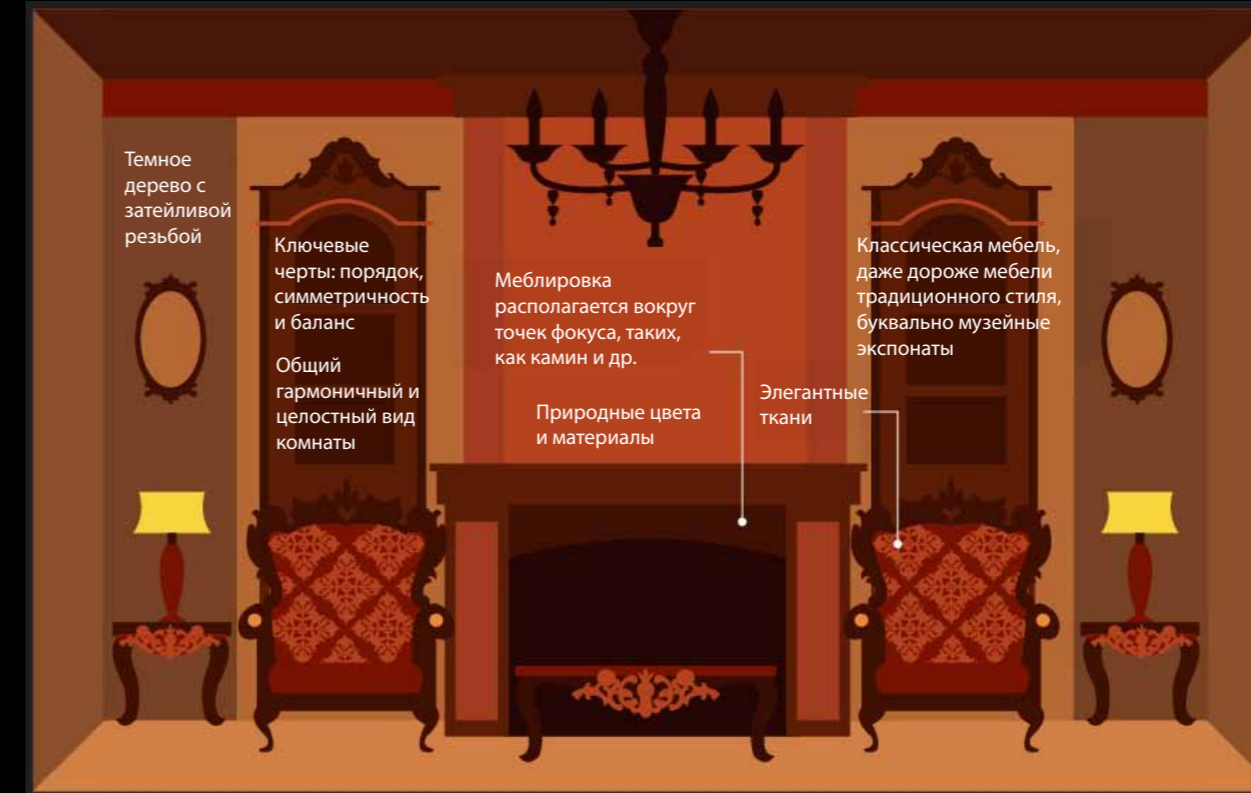 Темное
дерево с
затейливой
резьбой
Ключевые
черты: порядок,
симметричность
и баланс
Общий
гармоничный и
целостный вид
комнаты
Меблировка
располагается вокруг
точек фокуса, таких,
как камин и др.
Природные цвета
и материалы
Элегантные
ткани
Классическая мебель,
даже дороже мебели
традиционного стиля,
буквально музейные
экспонаты